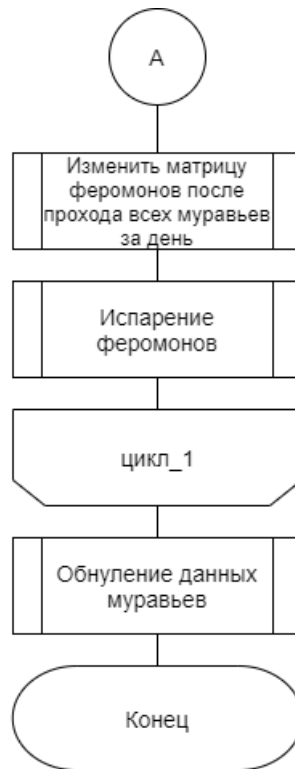 А
Изменить матрицу
феромонов после
прохода всех муравьев
за день
Испарение
феромонов
цикл_1
Обнуление данных
муравьев
Конец